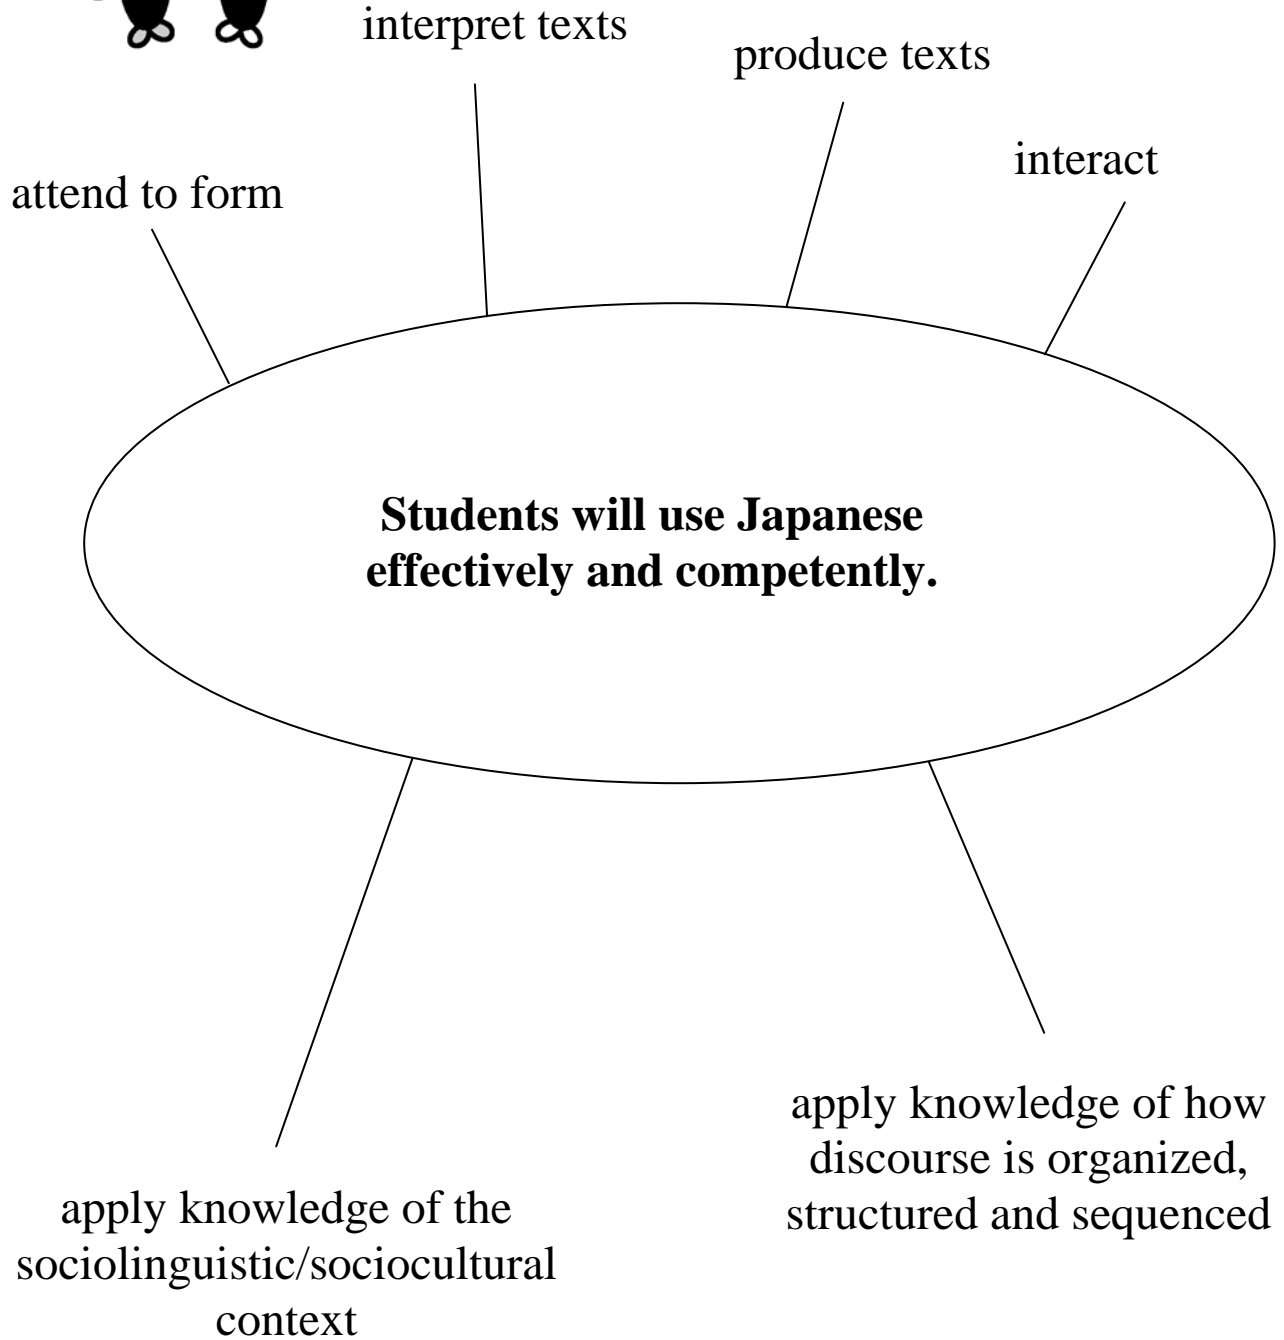 interpret texts
produce texts
interact
attend to form
Students will use Japanese
effectively and competently.
apply knowledge of how
discourse is organized,
structured and sequenced
apply knowledge of the
sociolinguistic/sociocultural
context